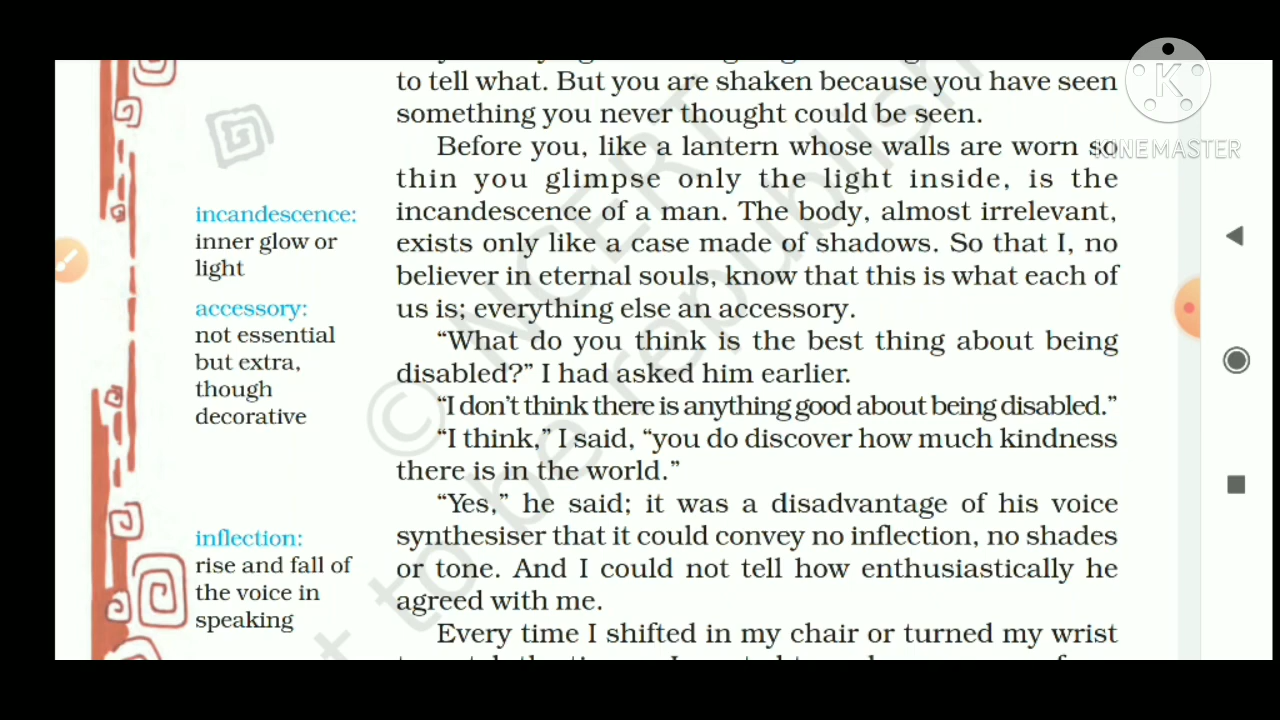 to tell what. But you are shaken because you have seen
something you never thought could be seen.
Before you, like a lantern whose walls are worn so
thin you glimpse only the light inside, is the
incandescence of a man. The body, almost irrelevant,
exists only like a case made of shadows. So that I, no
believer in eternal souls, know that this is what each of
us is; everything else an accessory.
“What do you think is the best thing about being
disabled?” I had asked him earlier.
“I don't think there is anything good about being disabled.”
“I think,” I said, “you do discover how much kindness
there is in the world.”
“Yes,” he said; it was a disadvantage of his voice
synthesiser that it could convey no inflection, no shades
or tone. And I could not tell how enthusiastically he
agreed with me.
Every time I shifted in my chair or turned my wrist
incandescence:
inner glow or
light
accessory:
not essential
but extra,
though
decorative
inflection:
rise and fall of
the voice in
speaking
© NCERT
to be republish
K
KINEMASTER